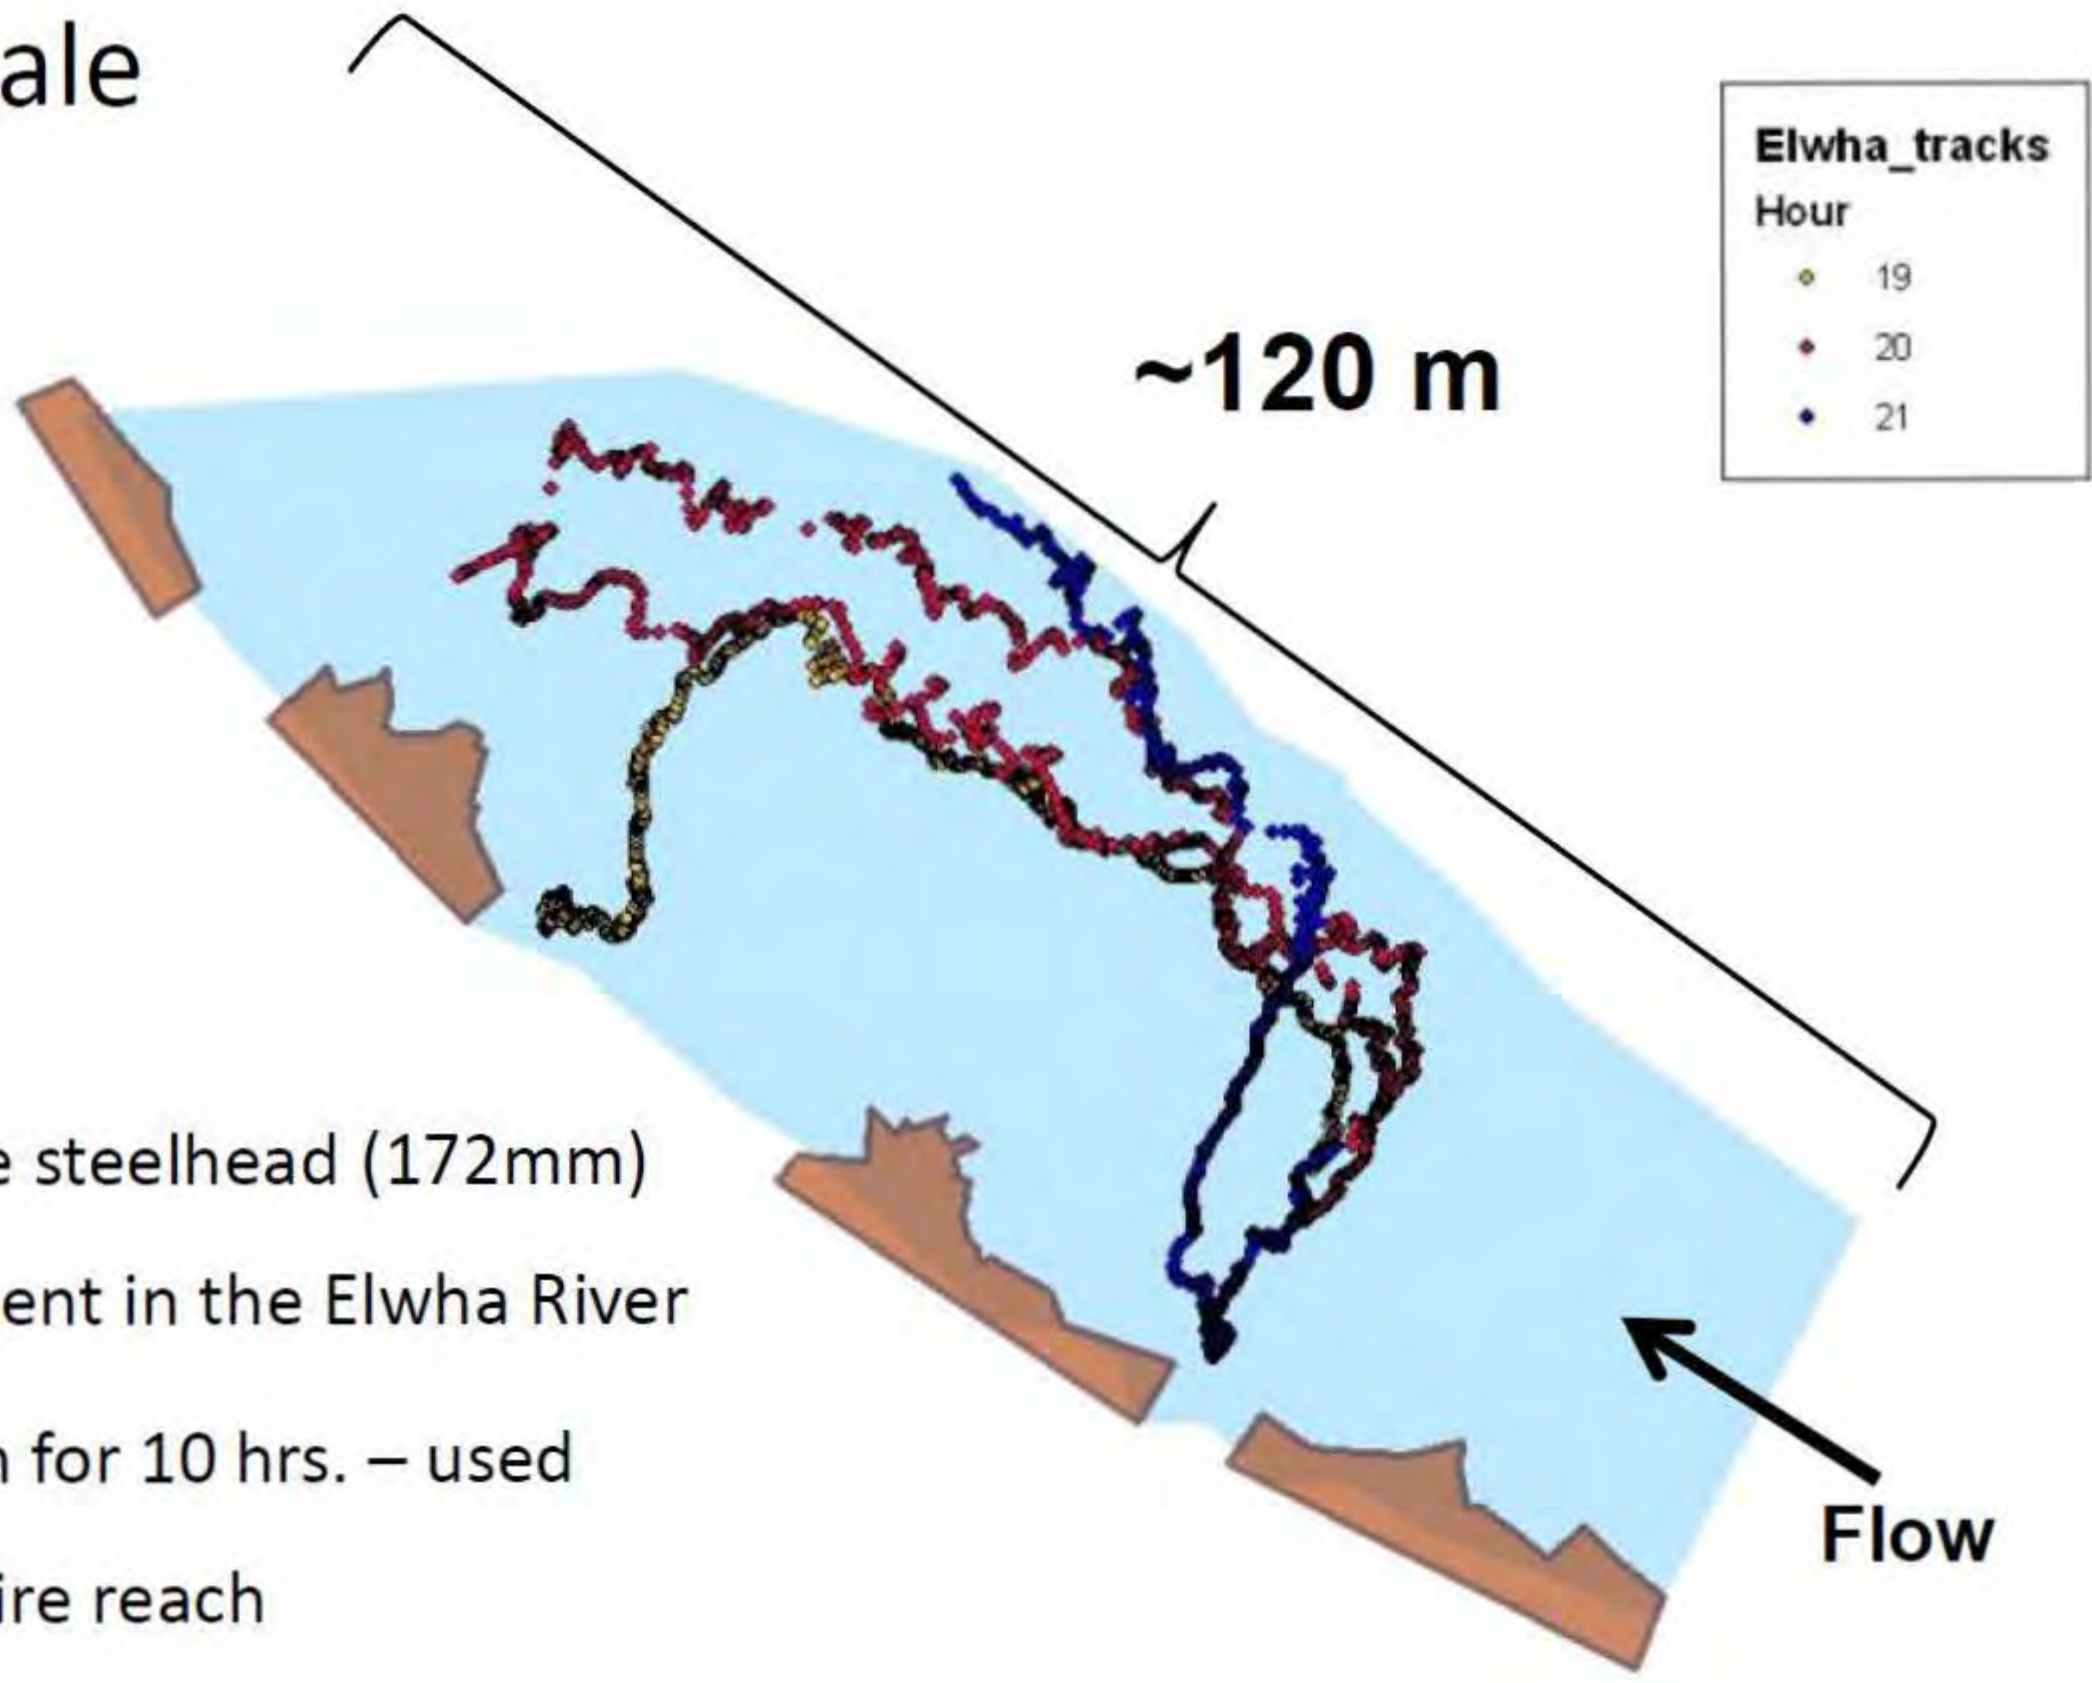 ale
Elwha_tracks
Hour
19
20
21
~120 m
steelhead (172mm)
ent in the Elwha River
for 10 hrs. – used
ire reach
Flow